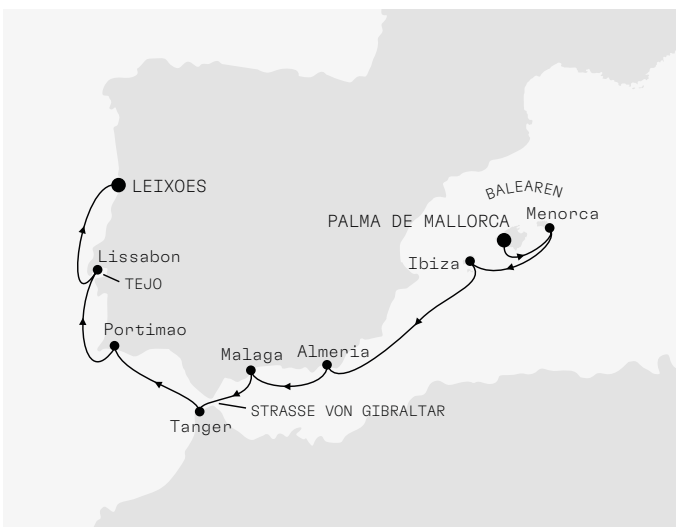 LEIXOES
BALEAREN
Menorca
PALMA DE MALLORCA
Lissabon
Ibiza
TEJO
Portimao
Malaga
Almeria
STRASSE VON GIBRALTAR
Tanger